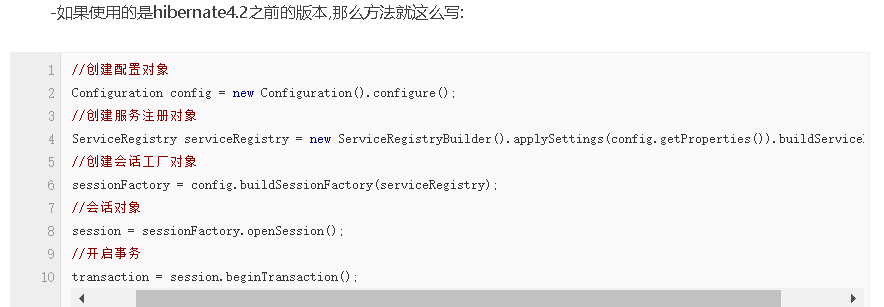 -如果使用的是hibernate4.2之前的版本,那么方法就这么写:
1 //创建配置对象
2 Configuration config = new Configuration().configure();
3 //创建服务注册对象
4 ServiceRegistry serviceRegistry = new ServiceRegistryBuilder().applySettings(config.getProperties()).buildService
5 //创建会话工厂对象
6 sessionFactory = config.buildSessionFactory(serviceRegistry);
7 //会话对象
8 session = sessionFactory.openSession();
9 //开启事务
10 transaction = session.beginTransaction();